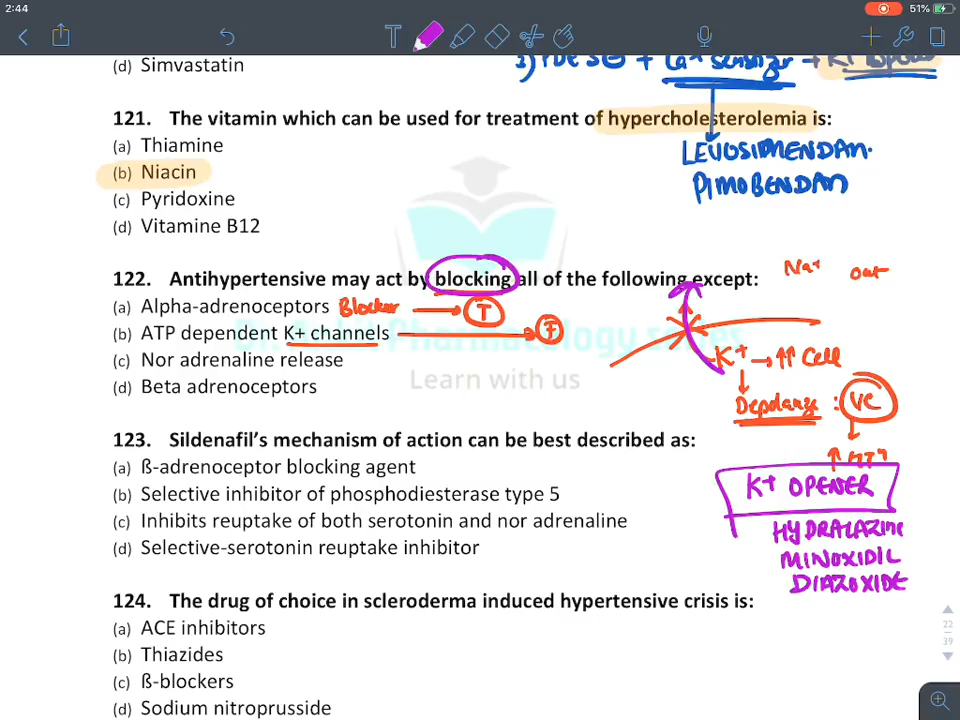 2:44
51%
(d) Simvastatin
+ Ca+ sensitizer +
121. The vitamin which can be used for treatment of hypercholesterolemia is:
(a) Thiamine
(b) Niacin
(c) Pyridoxine
(d) Vitamine B12
LEVOSIMENDAN
PIMOBENDAN
122. Antihypertensive may act by blocking all of the following except:
Na+ out
(a) Alpha-adrenoceptors Blocker T
(b) ATP dependent K+ channels F
(c) Nor adrenaline release
K+ → ↑↑ Cell
Learn with us
(d) Beta adrenoceptors
: VC
123. Sildenafil's mechanism of action can be best described as:
(a) ß-adrenoceptor blocking agent
(b) Selective inhibitor of phosphodiesterase type 5
K+ OPENER
(c) Inhibits reuptake of both serotonin and nor adrenaline
HYDRALAZINE
(d) Selective-serotonin reuptake inhibitor
MINOXIDIL
DIAZOXIDE
124. The drug of choice in scleroderma induced hypertensive crisis is:
(a) ACE inhibitors
(b) Thiazides
(c) ß-blockers
(d) Sodium nitroprusside
22
39